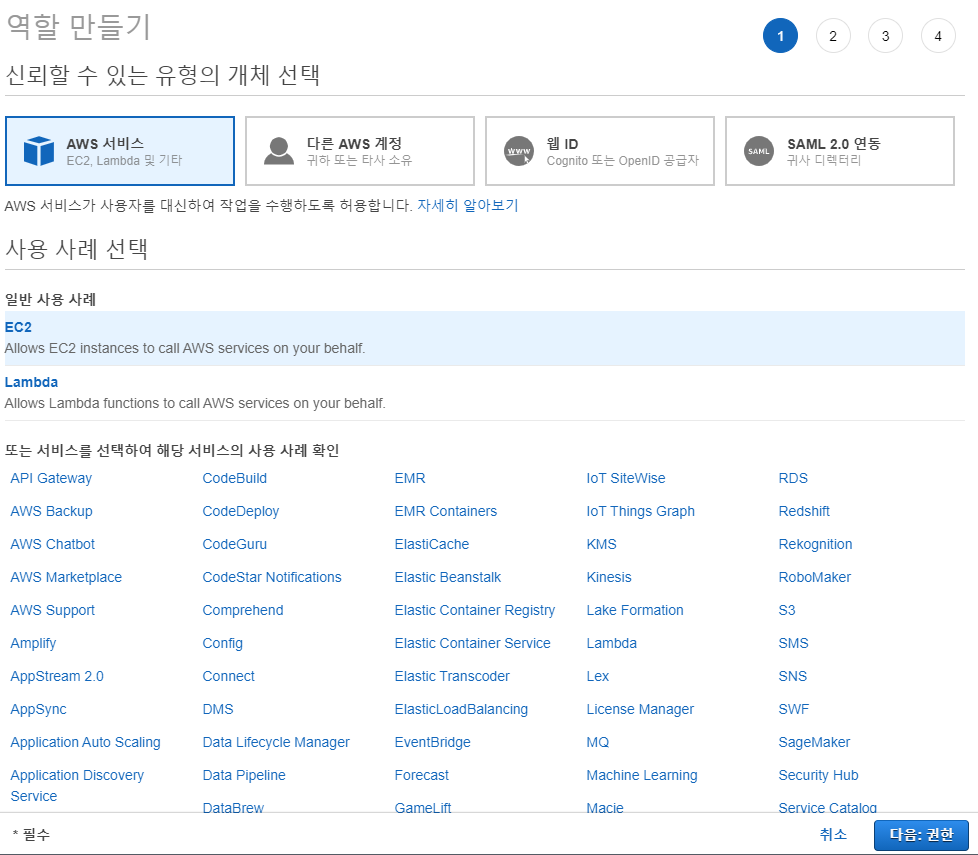 역할 만들기
1 2 3 4
신뢰할 수 있는 유형의 개체 선택
AWS 서비스
EC2, Lambda 및 기타
다른 AWS 계정
귀하 또는 타사 소유
www
웹 ID
Cognito 또는 OpenID 공급자
SAML
SAML 2.0 연동
귀사 디렉터리
AWS 서비스가 사용자를 대신하여 작업을 수행하도록 허용합니다. 자세히 알아보기
사용 사례 선택
일반 사용 사례
EC2
Allows EC2 instances to call AWS services on your behalf.
Lambda
Allows Lambda functions to call AWS services on your behalf.
또는 서비스를 선택하여 해당 서비스의 사용 사례 확인
API Gateway CodeBuild EMR IoT SiteWise RDS
AWS Backup CodeDeploy EMR Containers IoT Things Graph Redshift
AWS Chatbot CodeGuru ElastiCache KMS Rekognition
AWS Marketplace CodeStar Notifications Elastic Beanstalk Kinesis RoboMaker
AWS Support Comprehend Elastic Container Registry Lake Formation S3
Amplify Config Elastic Container Service Lambda SMS
AppStream 2.0 Connect Elastic Transcoder Lex SNS
AppSync DMS ElasticLoadBalancing License Manager SWF
Application Auto Scaling Data Lifecycle Manager EventBridge MQ SageMaker
Application Discovery Data Pipeline Forecast Machine Learning Security Hub
Service
DataBrew GameLift Macie Service Catalog
* 필수 취소 다음: 권한